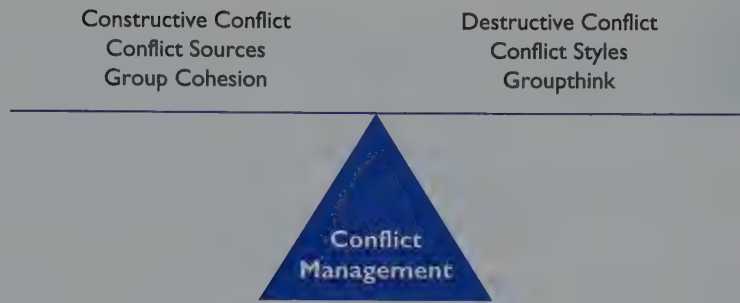 Constructive Conflict
Conflict Sources
Group Cohesion
Destructive Conflict
Conflict Styles
Groupthink
Conflict
Management